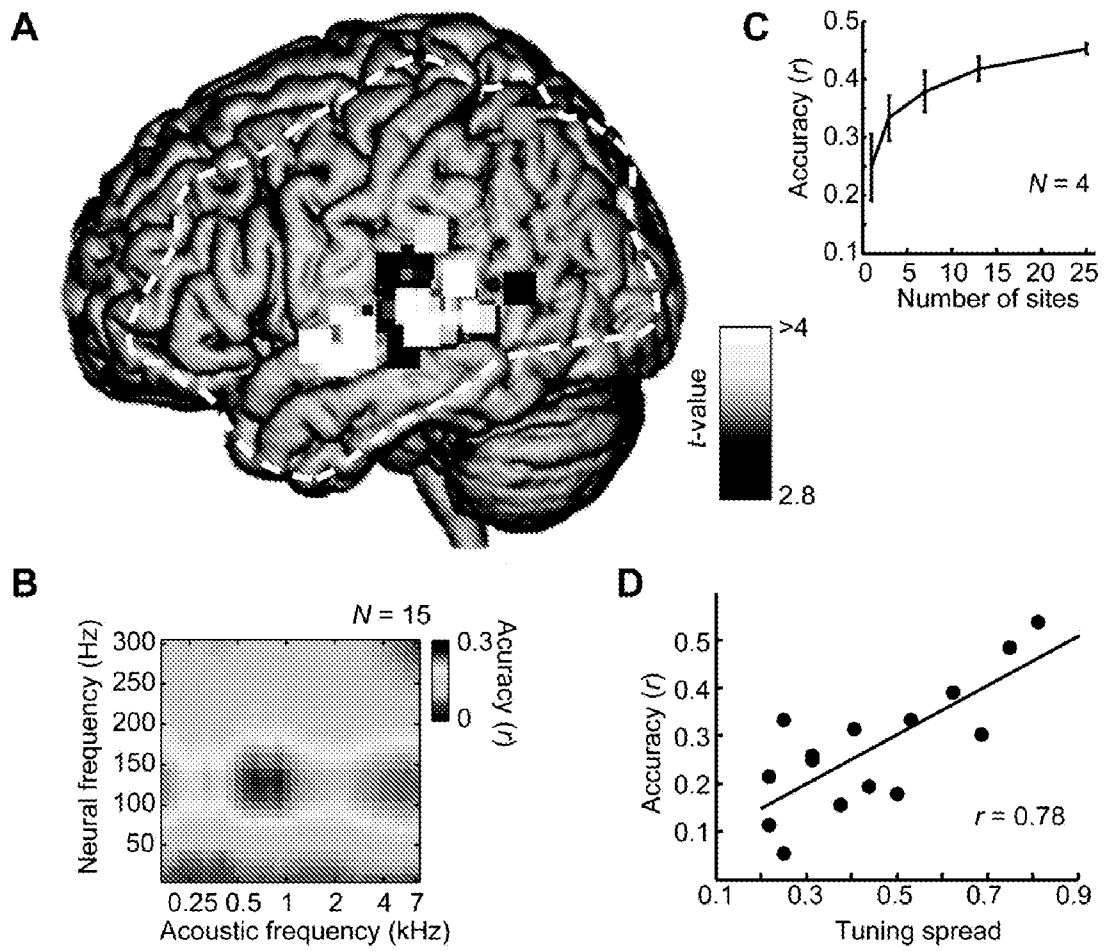 A
C
0.5
0.4
0.3
0.2
0.1
Accuracy (r)
N = 4
0 5 10 15 20 25
Number of sites
>4
t-value
2.8
B
N = 15
300
250
200
150
100
50
Neural frequency (Hz)
0.25 0.5 1 2 4 7
Acoustic frequency (kHz)
0.3
0
Acuracy (r)
D
0.5
0.4
0.3
0.2
0.1
Accuracy (r)
r = 0.78
0.1 0.3 0.5 0.7 0.9
Tuning spread